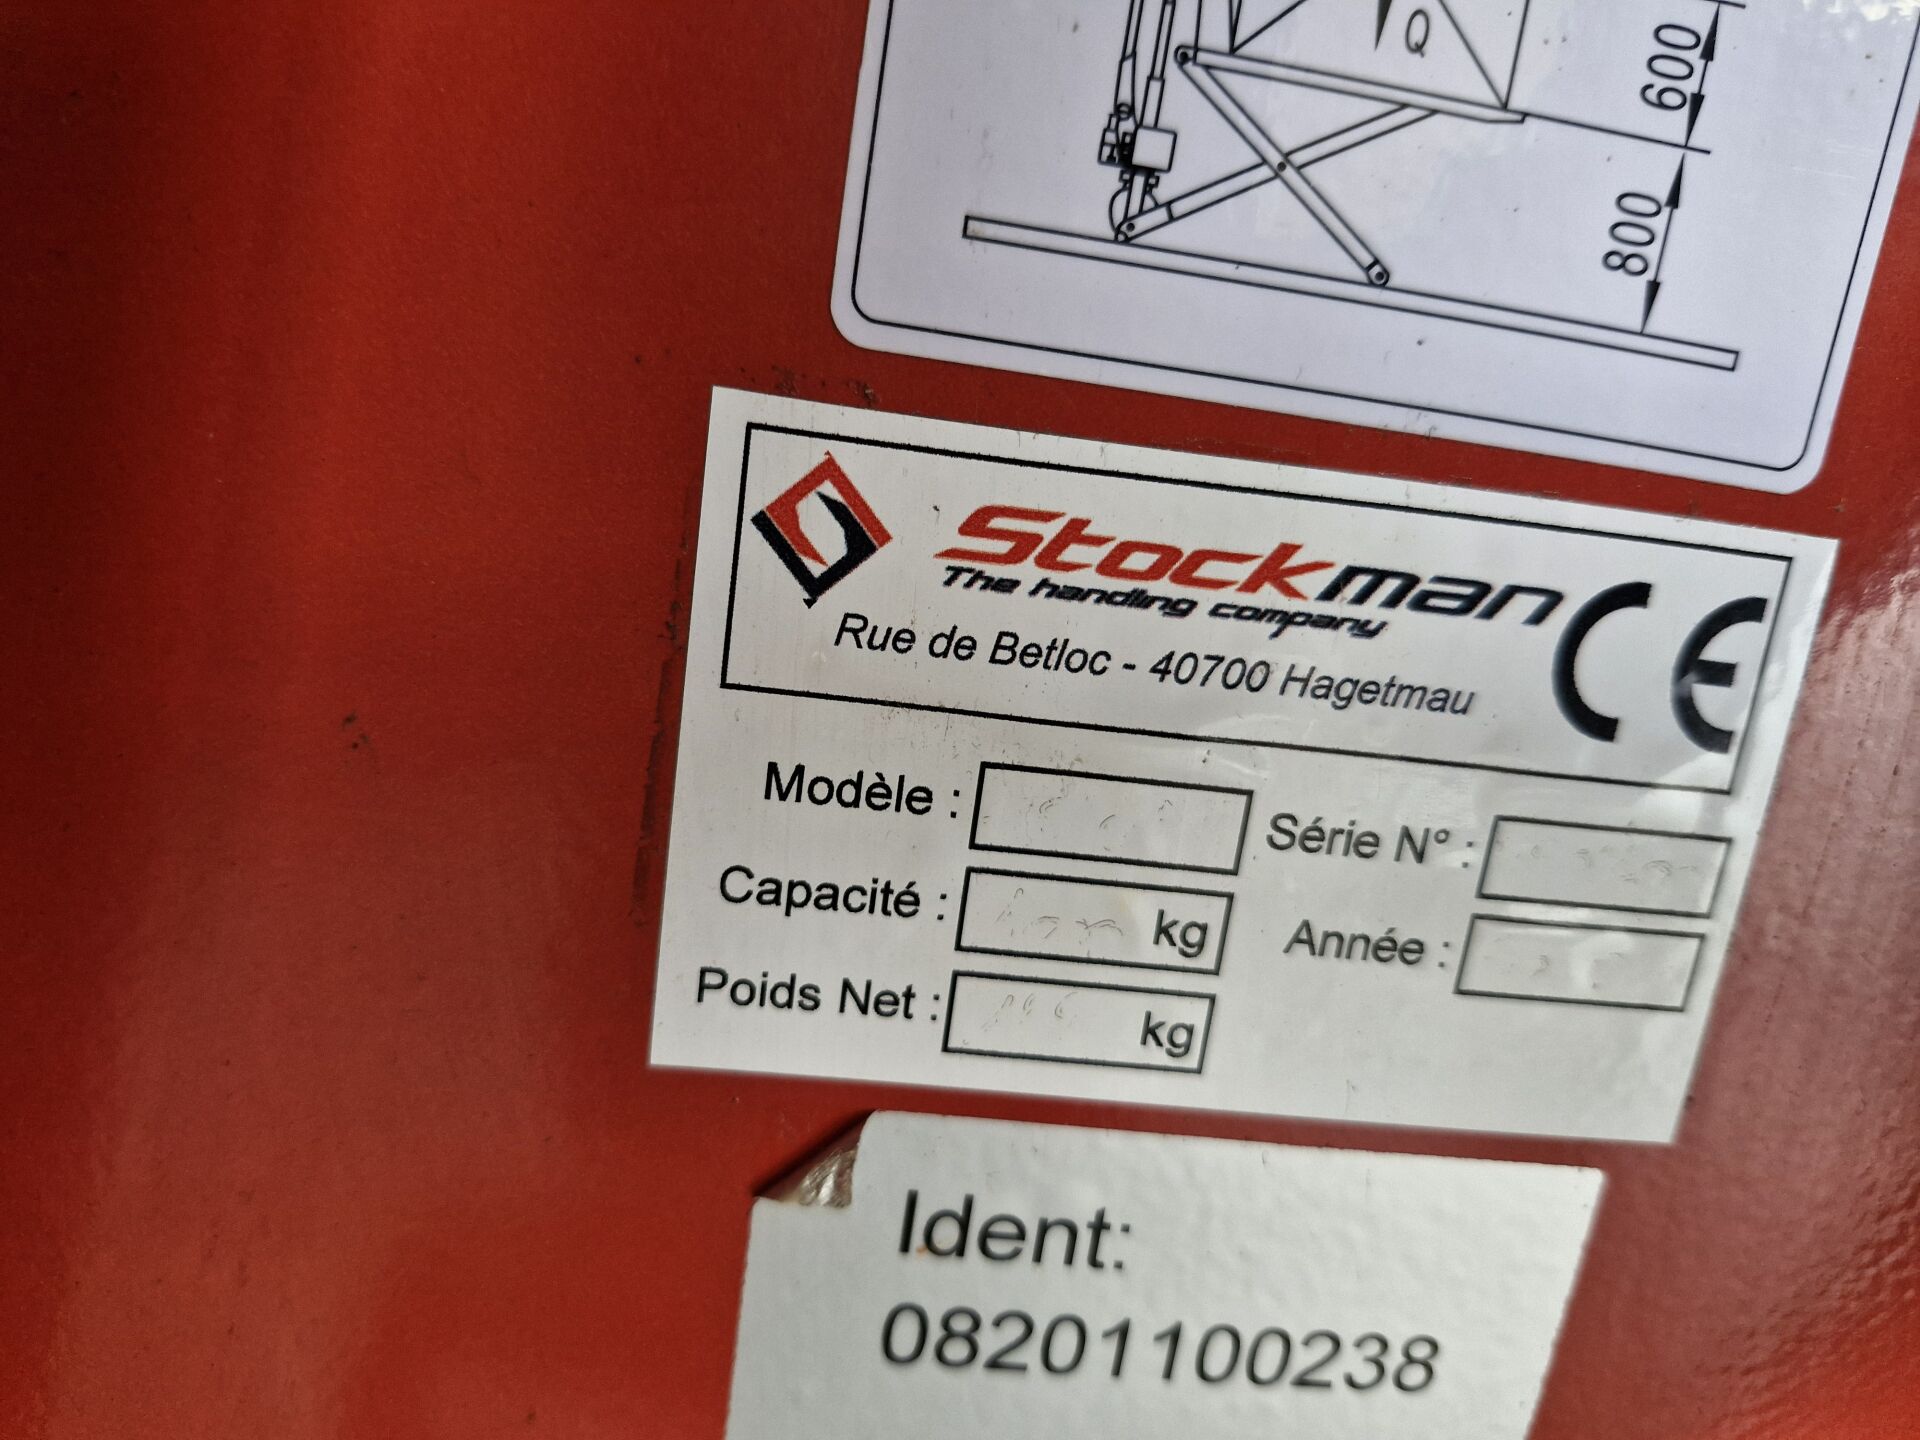 Q
600
800
Stockman
The handling company
CE
Rue de Betloc - 40700 Hagetmau
Modèle :
Série N° :
Capacité : kg
Année :
Poids Net : kg
Ident:
08201100238